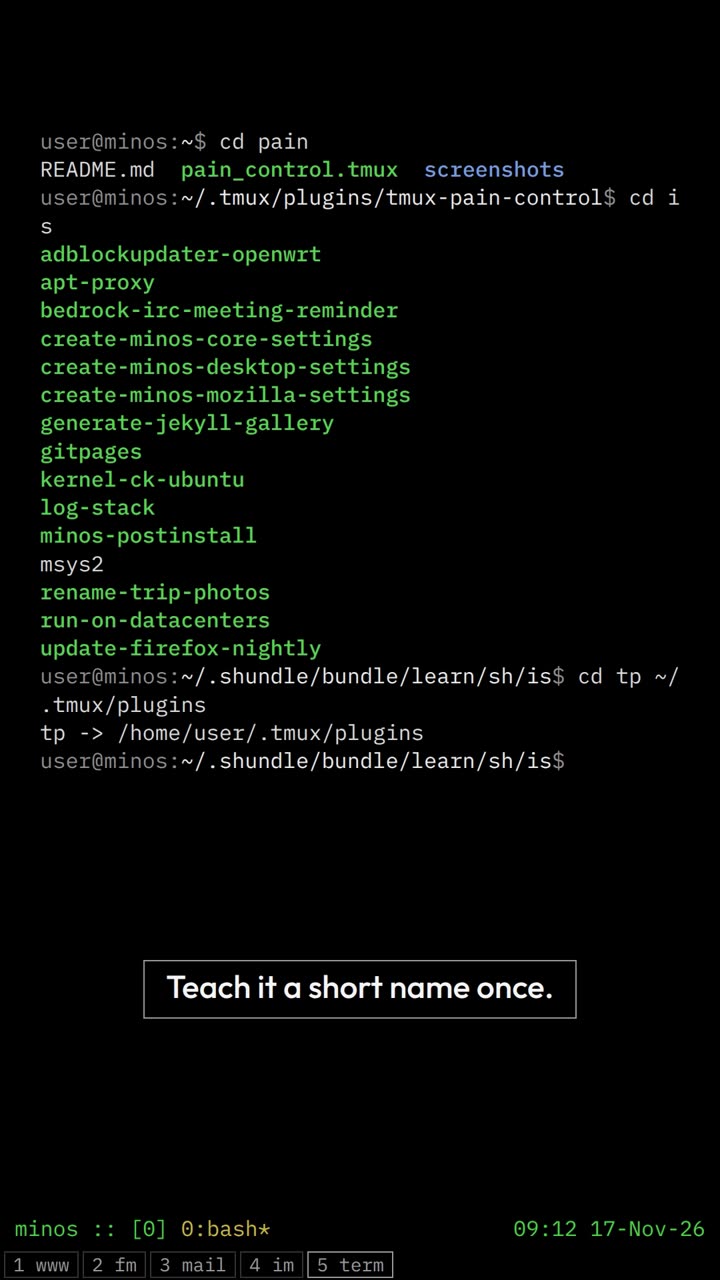 user@minos:~$ cd pain
README.md  pain_control.tmux  screenshots
user@minos:~/.tmux/plugins/tmux-pain-control$ cd i
s
adblockupdater-openwrt
apt-proxy
bedrock-irc-meeting-reminder
create-minos-core-settings
create-minos-desktop-settings
create-minos-mozilla-settings
generate-jekyll-gallery
gitpages
kernel-ck-ubuntu
log-stack
minos-postinstall
msys2
rename-trip-photos
run-on-datacenters
update-firefox-nightly
user@minos:~/.shundle/bundle/learn/sh/is$ cd tp ~/
.tmux/plugins
tp -> /home/user/.tmux/plugins
user@minos:~/.shundle/bundle/learn/sh/is$
Teach it a short name once.
minos :: [0] 0:bash* 09:12 17-Nov-26
1 www 2 fm 3 mail 4 im 5 term